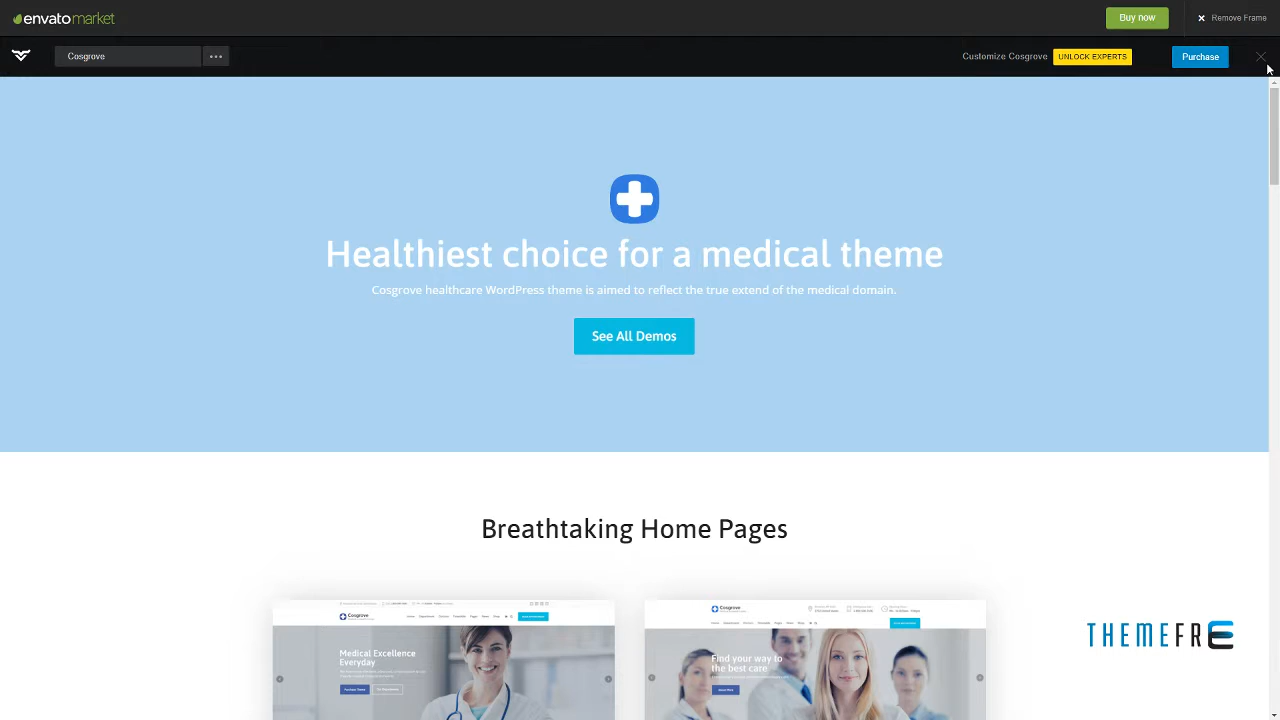 envatomarket
Buy now
Remove Frame
Cosgrove
Customize Cosgrove
UNLOCK EXPERTS
Purchase
Healthiest choice for a medical theme
Cosgrove healthcare WordPress theme is aimed to reflect the true extend of the medical domain.
See All Demos
Breathtaking Home Pages
Cosgrove
Medical Excellence
Everyday
Cosgrove
Find your way to
the best care
THEMEFRE